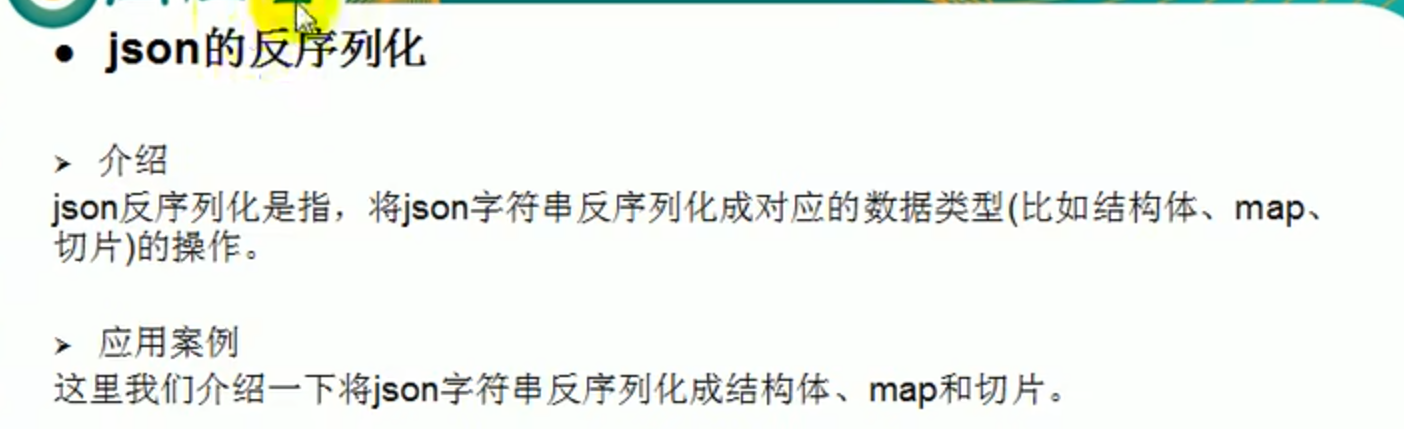 ● json的反序列化
➢ 介绍
json反序列化是指，将json字符串反序列化成对应的数据类型(比如结构体、map、
切片)的操作。
➢ 应用案例
这里我们介绍一下将json字符串反序列化成结构体、map和切片。